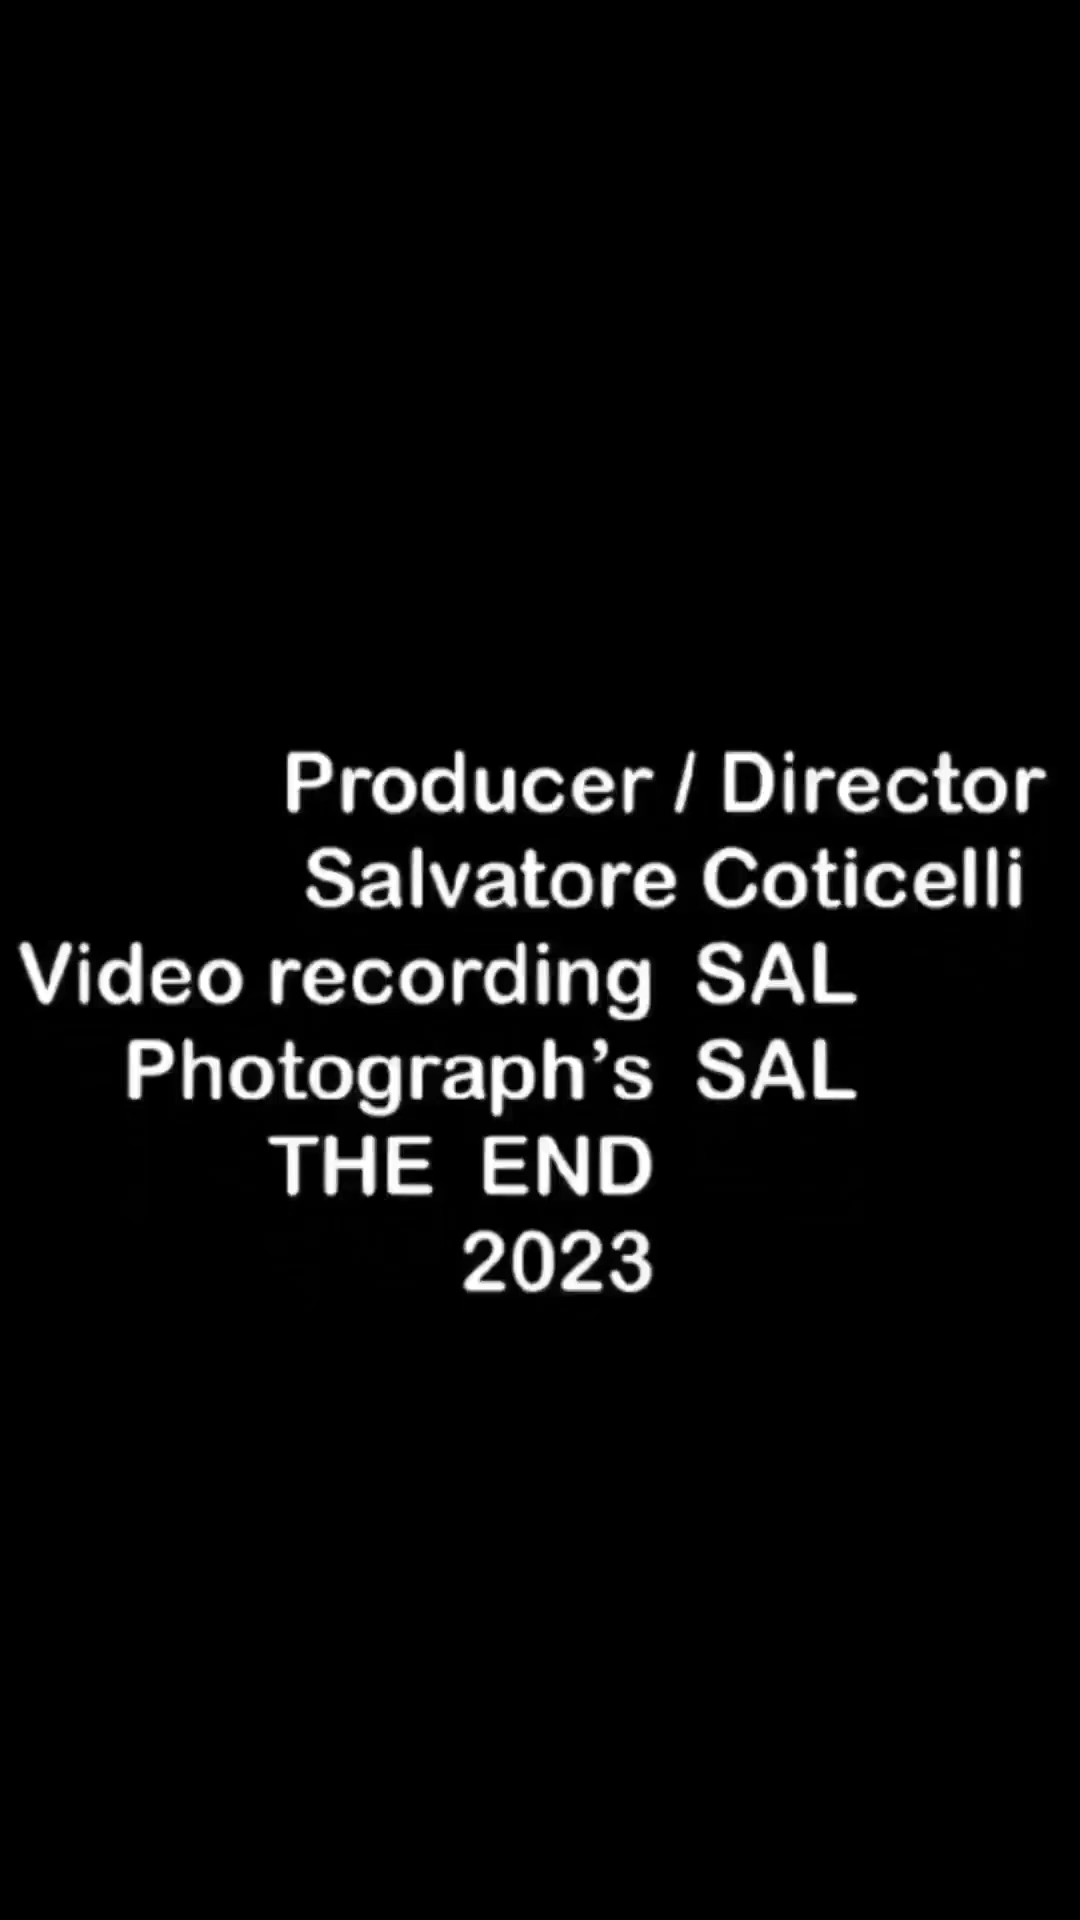 Producer / Director
Salvatore Coticelli
Video recording  SAL
Photograph’s  SAL
THE  END
2023